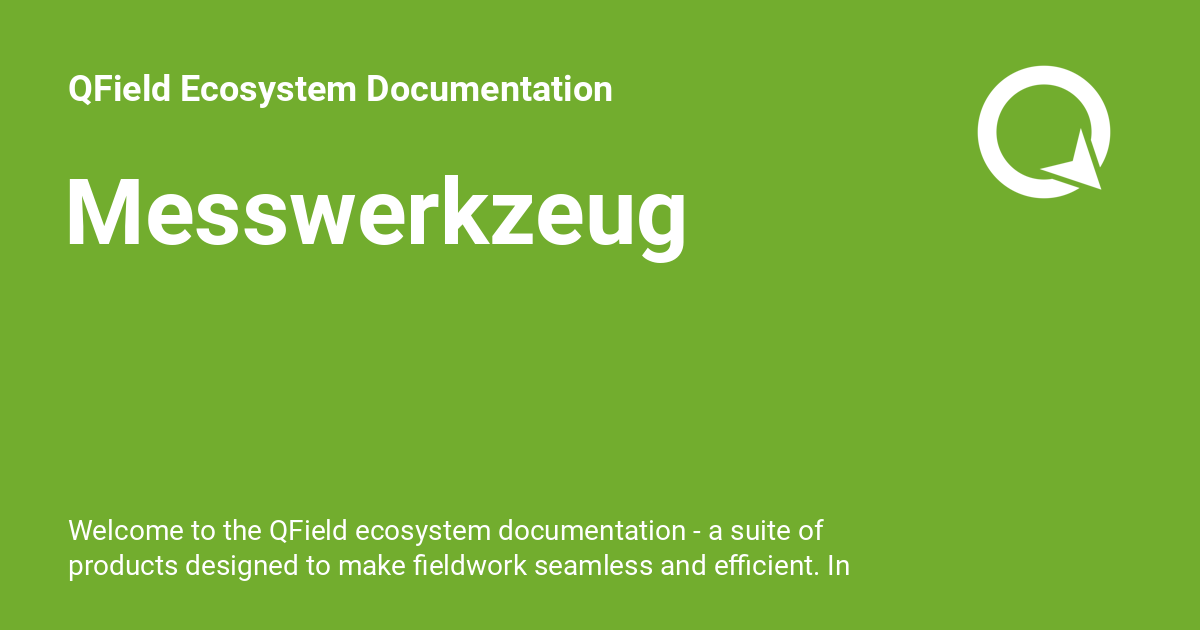 QField Ecosystem Documentation
Messwerkzeug
Welcome to the QField ecosystem documentation - a suite of
products designed to make fieldwork seamless and efficient. In